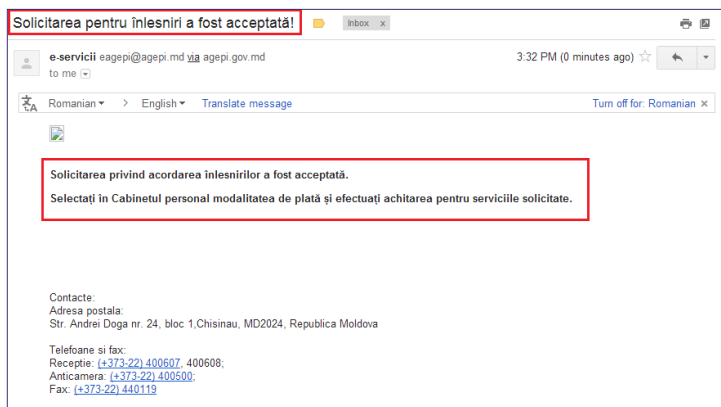 Solicitarea pentru înlesniri a fost acceptată!
Inbox x
e-servicii eagepi@agepi.md via agepi.gov.md
3:32 PM (0 minutes ago)
to me
Romanian > English Translate message
Turn off for: Romanian ×
Solicitarea privind acordarea înlesnirilor a fost acceptată.
Selectați în Cabinetul personal modalitatea de plată și efectuați achitarea pentru serviciile solicitate.
Contacte:
Adresa postala:
Str. Andrei Doga nr. 24, bloc 1,Chisinau, MD2024, Republica Moldova
Telefoane si fax:
Receptie: (+373-22) 400607, 400608;
Anticamera: (+373-22) 400500;
Fax: (+373-22) 440119